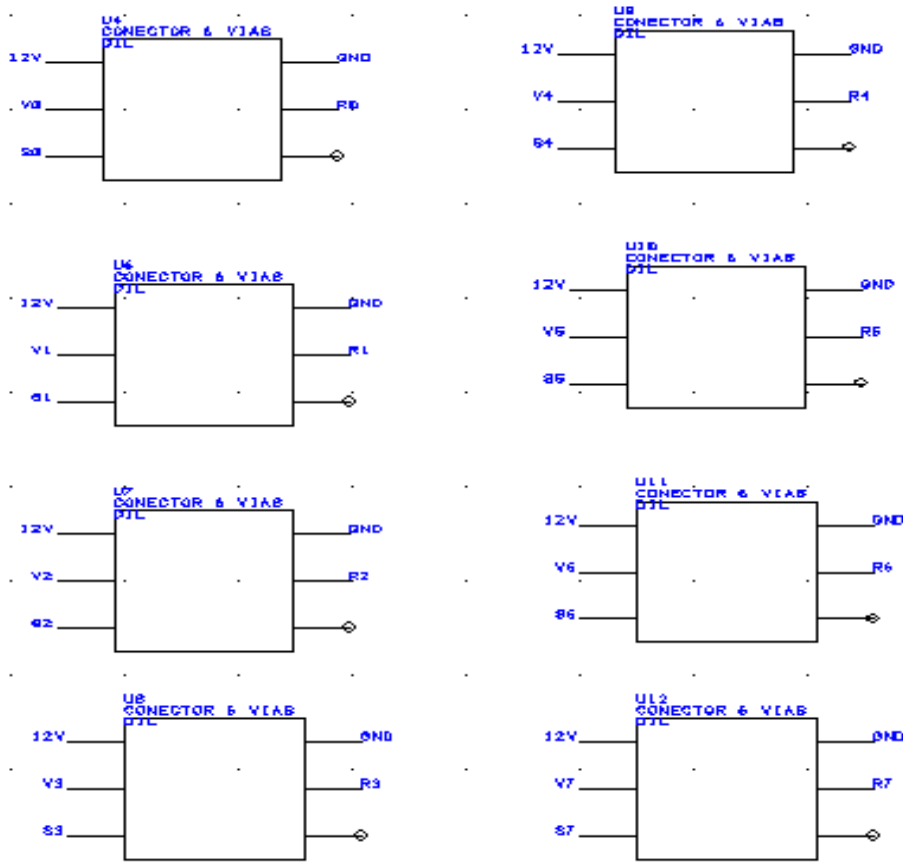 U4
CONECTOR 6 VIAS
DIL
12V GND
V0 R0
S0
U9
CONECTOR 6 VIAS
DIL
12V GND
V4 R4
S4
U6
CONECTOR 6 VIAS
DIL
12V GND
V1 R1
S1
U10
CONECTOR 6 VIAS
DIL
12V GND
V5 R5
S5
U7
CONECTOR 6 VIAS
DIL
12V GND
V2 R2
S2
U11
CONECTOR 6 VIAS
DIL
12V GND
V6 R6
S6
U8
CONECTOR 6 VIAS
DIL
12V GND
V3 R3
S3
U12
CONECTOR 6 VIAS
DIL
12V GND
V7 R7
S7